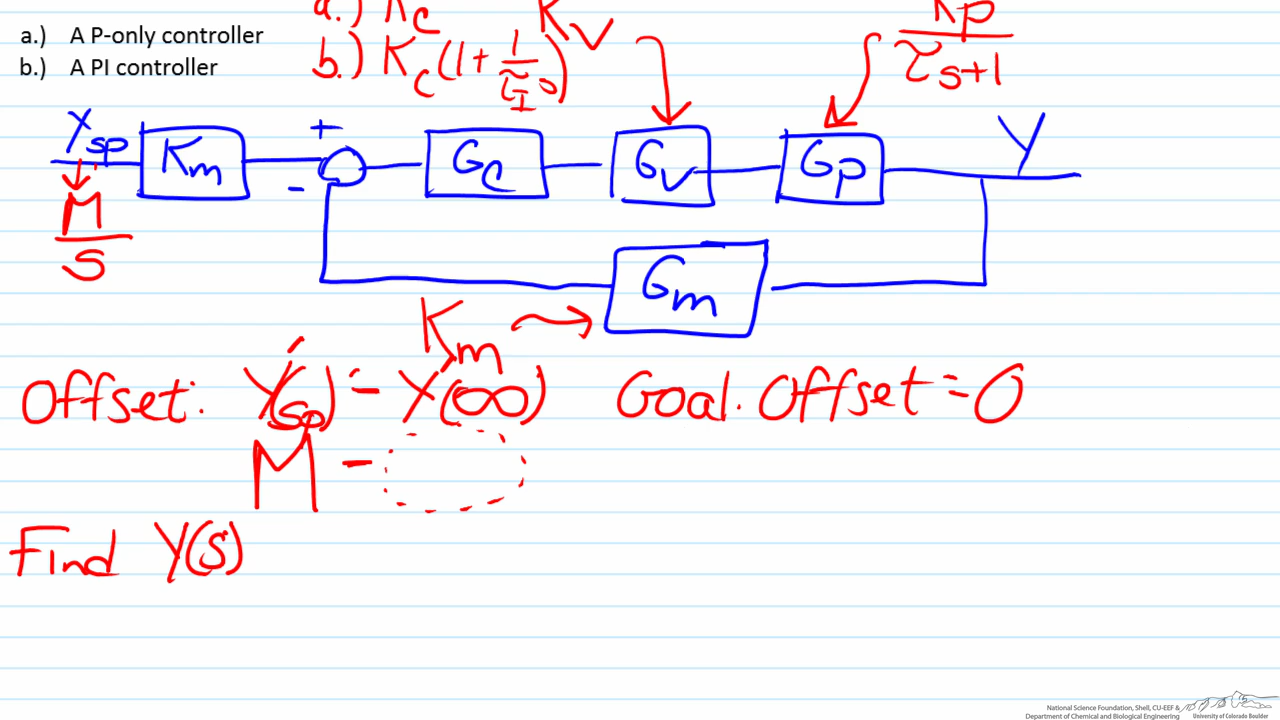 a.) Kc Kv Kp
a.) A P-only controller
b.) A PI controller
b.) Kc(1+ 1/τI s)
τs+1
Ysp Km + - Gc Gv Gp Y
M/s
Gm
Km
Offset: Y'(sp) - Y'(∞) Goal. Offset = 0
M -
Find Y(s)
National Science Foundation, Shell, CU-EEF &
Department of Chemical and Biological Engineering
University of Colorado Boulder